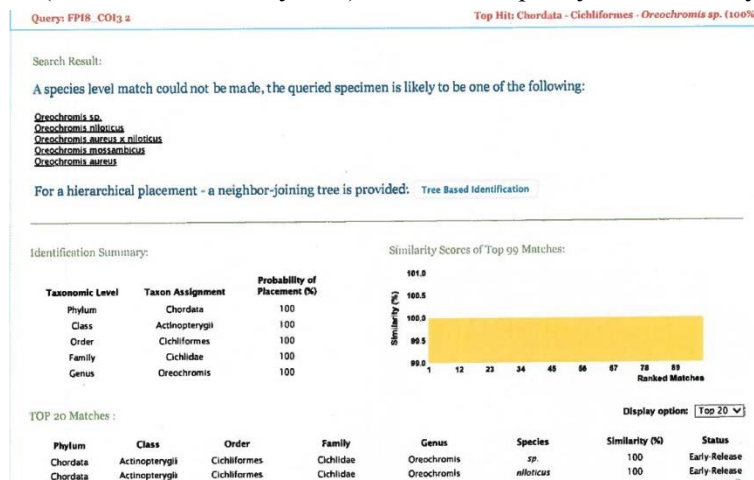 Query: FPI8_COI3 2 Top Hit: Chordata - Cichliformes - Oreochromis sp. (100%
Search Result:
A species level match could not be made, the queried specimen is likely to be one of the following:
Oreochromis sp.
Oreochromis niloticus
Oreochromis aureus x niloticus
Oreochromis mossambicus
Oreochromis aureus
For a hierarchical placement - a neighbor-joining tree is provided: Tree Based Identification
Identification Summary:
Taxonomic Level Taxon Assignment Probability of Placement (%)
Phylum Chordata 100
Class Actinopterygii 100
Order Cichliformes 100
Family Cichlidae 100
Genus Oreochromis 100
Similarity Scores of Top 99 Matches:
101.0
100.5
100.0
99.5
99.0
Similarity (%)
1 12 23 34 45 56 67 78 89
Ranked Matches
Display option: Top 20
TOP 20 Matches :
Phylum Class Order Family Genus Species Similarity (%) Status
Chordata Actinopterygii Cichliformes Cichlidae Oreochromis sp. 100 Early-Release
Chordata Actinopterygii Cichliformes Cichlidae Oreochromis niloticus 100 Early-Release